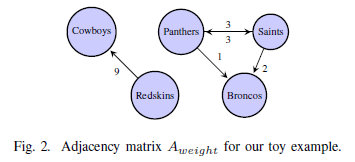 Cowboys Panthers 3 Saints
3
1
2
9
Redskins Broncos
Fig. 2. Adjacency matrix A_weight for our toy example.